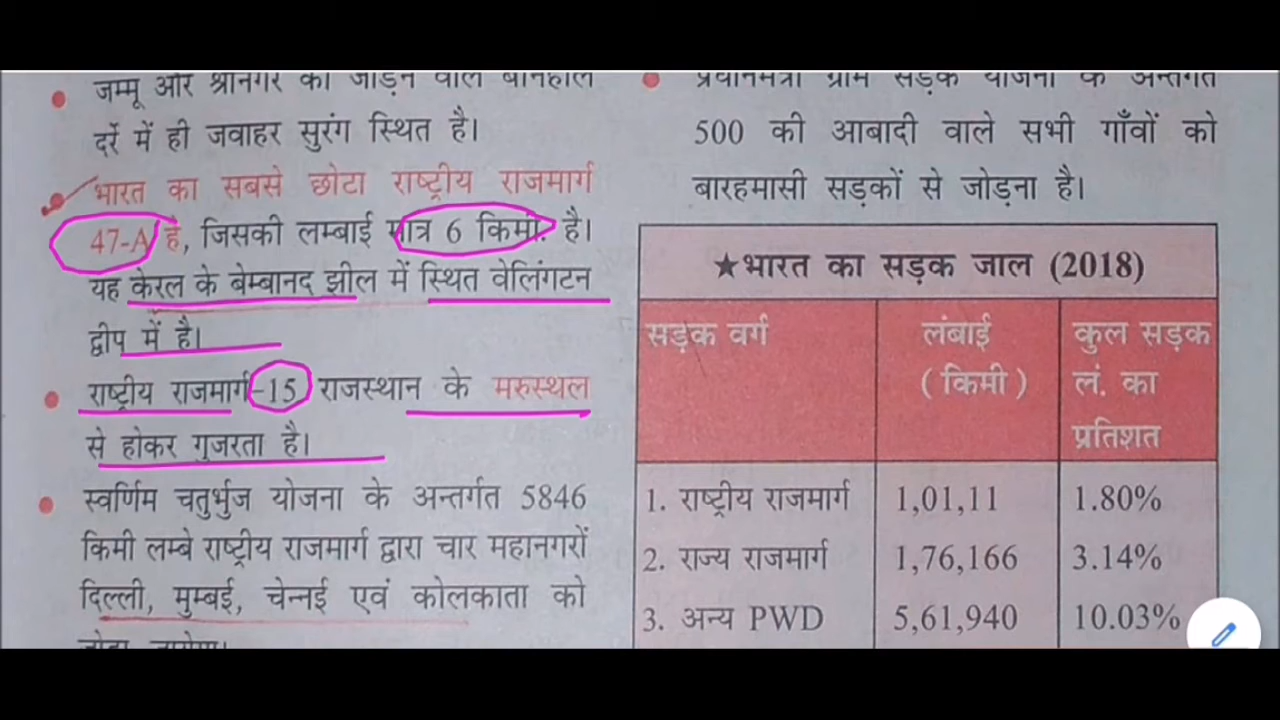 जम्मू और श्रीनगर को जोड़ने वाले बानिहाल
दर्रे में ही जवाहर सुरंग स्थित है।
भारत का सबसे छोटा राष्ट्रीय राजमार्ग
47-A है, जिसकी लम्बाई मात्र 6 किमी. है।
यह केरल के बेम्बानद झील में स्थित वेलिंगटन
द्वीप में है।
राष्ट्रीय राजमार्ग-15 राजस्थान के मरुस्थल
से होकर गुजरता है।
स्वर्णिम चतुर्भुज योजना के अन्तर्गत 5846
किमी लम्बे राष्ट्रीय राजमार्ग द्वारा चार महानगरों
दिल्ली, मुम्बई, चेन्नई एवं कोलकाता को
प्रधानमंत्री ग्राम सड़क योजना के अन्तर्गत
500 की आबादी वाले सभी गाँवों को
बारहमासी सड़कों से जोड़ना है।
★भारत का सड़क जाल (2018)
सड़क वर्ग लंबाई कुल सड़क
(किमी) लं. का
प्रतिशत
1. राष्ट्रीय राजमार्ग 1,01,11 1.80%
2. राज्य राजमार्ग 1,76,166 3.14%
3. अन्य PWD 5,61,940 10.03%